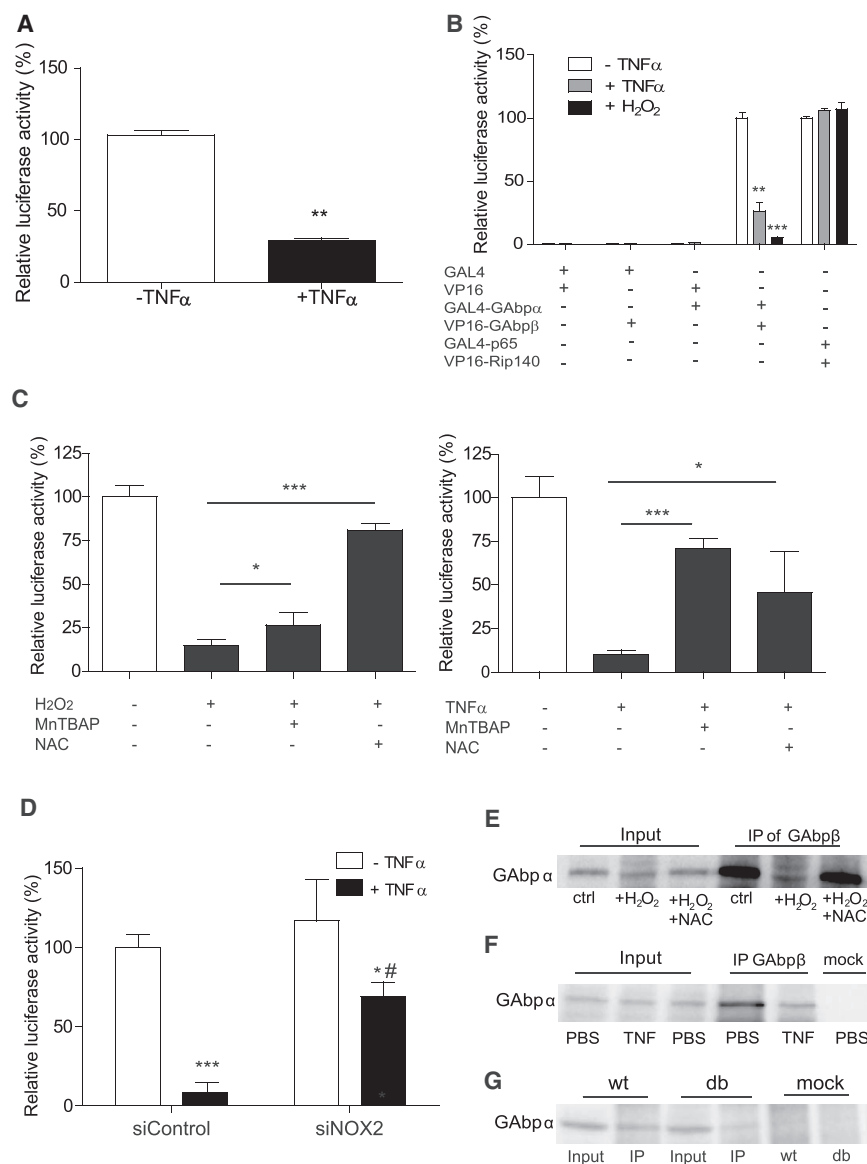 A
Relative luciferase activity (%)
150
100
50
0
**
-TNFα
+TNFα
B
Relative luciferase activity (%)
150
100
50
0
- TNFα
+ TNFα
+ H2O2
**
***
GAL4 + + - - -
VP16 + - + - -
GAL4-GAbpα - - + + -
VP16-GAbpβ - + - + -
GAL4-p65 - - - - +
VP16-Rip140 - - - - +
C
Relative luciferase activity (%)
125
100
75
50
25
0
***
*
H2O2 - + + +
MnTBAP - - + -
NAC - - - +
Relative luciferase activity (%)
125
100
75
50
25
0
*
***
TNFα - + + +
MnTBAP - - + -
NAC - - - +
D
Relative luciferase activity (%)
150
100
50
0
- TNFα
+ TNFα
***
*#
*
siControl
siNOX2
E
Input
IP of GAbpβ
GAbpα
ctrl +H2O2 +H2O2 ctrl +H2O2 +H2O2
+NAC +NAC
F
Input
IP GAbpβ
mock
GAbpα
PBS TNF PBS PBS TNF PBS
G
wt
db
mock
GAbpα
Input IP Input IP wt db